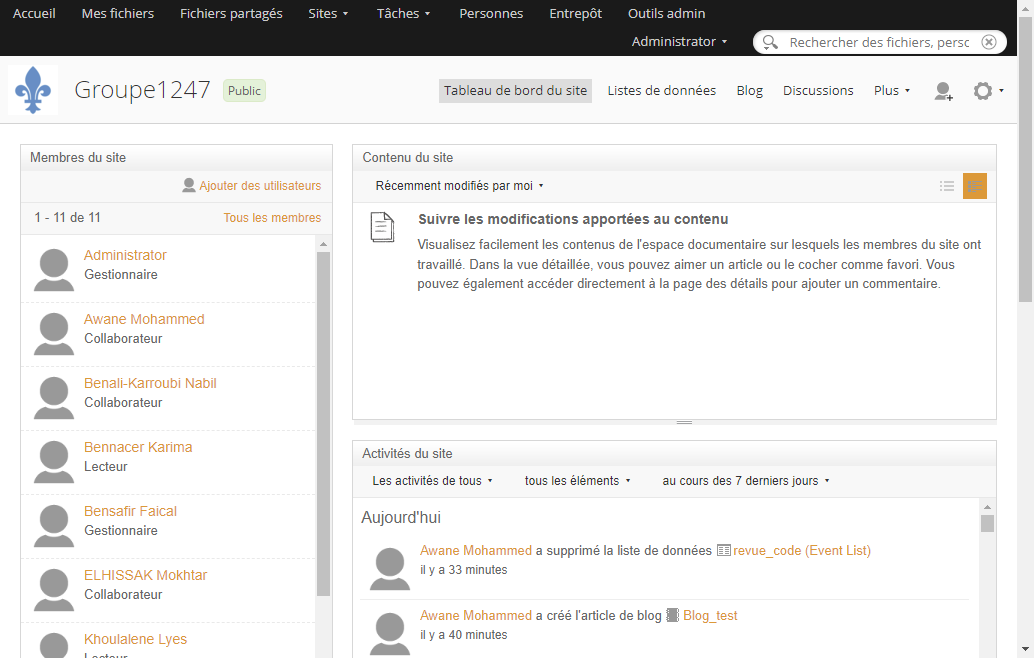 Accueil Mes fichiers Fichiers partagés Sites Tâches Personnes Entrepôt Outils admin
Administrator Rechercher des fichiers, persc
Groupe1247 Public Tableau de bord du site Listes de données Blog Discussions Plus
Membres du site
Ajouter des utilisateurs
1 - 11 de 11 Tous les membres
Administrator
Gestionnaire
Awane Mohammed
Collaborateur
Benali-Karroubi Nabil
Collaborateur
Bennacer Karima
Lecteur
Bensafir Faical
Gestionnaire
ELHISSAK Mokhtar
Collaborateur
Khoulalene Lyes
Lecteur
Contenu du site
Récemment modifiés par moi
Suivre les modifications apportées au contenu
Visualisez facilement les contenus de l'espace documentaire sur lesquels les membres du site ont
travaillé. Dans la vue détaillée, vous pouvez aimer un article ou le cocher comme favori. Vous
pouvez également accéder directement à la page des détails pour ajouter un commentaire.
Activités du site
Les activités de tous tous les éléments au cours des 7 derniers jours
Aujourd'hui
Awane Mohammed a supprimé la liste de données revue_code (Event List)
il y a 33 minutes
Awane Mohammed a créé l'article de blog Blog_test
il y a 40 minutes